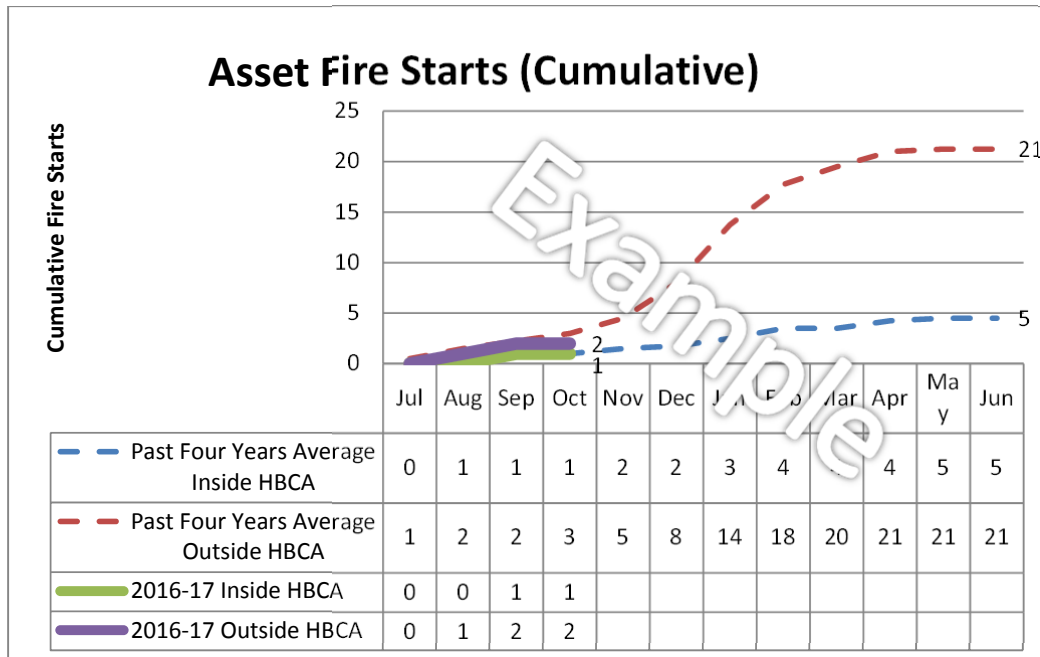 Asset Fire Starts (Cumulative)
Cumulative Fire Starts
25
20
15
10
5
0
21
5
2
1
Example
Jul Aug Sep Oct Nov Dec Jan Feb Mar Apr May Jun
Past Four Years Average
Inside HBCA
0 1 1 1 2 2 3 4 4 5 5
Past Four Years Average
Outside HBCA
1 2 2 3 5 8 14 18 20 21 21 21
2016-17 Inside HBCA 0 0 1 1
2016-17 Outside HBCA 0 1 2 2